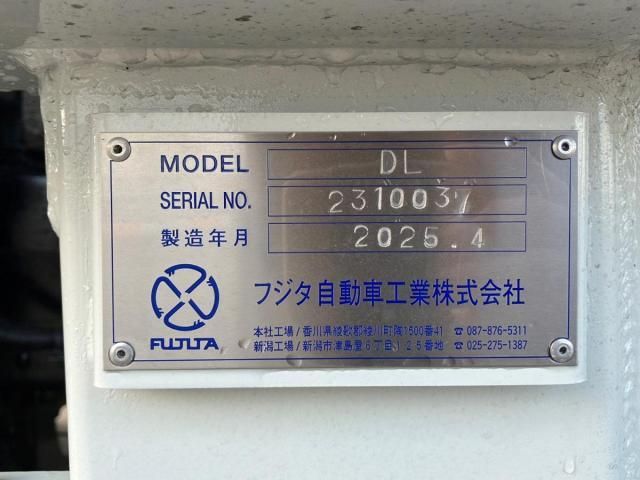 MODEL DL
SERIAL NO. 2310037
製造年月 2025.4
フジタ自動車工業株式会社
FUJITA
本社工場/香川県綾歌郡綾川町陶1500番41 ☎087-876-5311
新潟工場/新潟市津島屋6丁目125番地 ☎025-275-1387